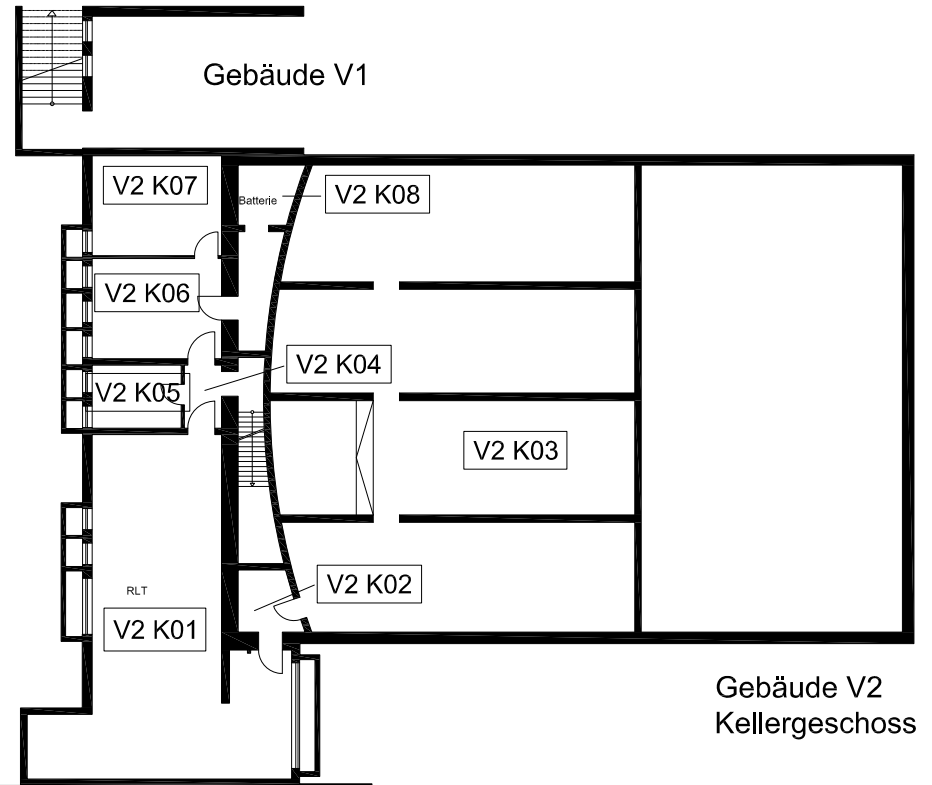 Gebäude V1
V2 K07
Batterie
V2 K08
V2 K06
V2 K04
V2 K05
V2 K03
V2 K02
RLT
V2 K01
Gebäude V2
Kellergeschoss